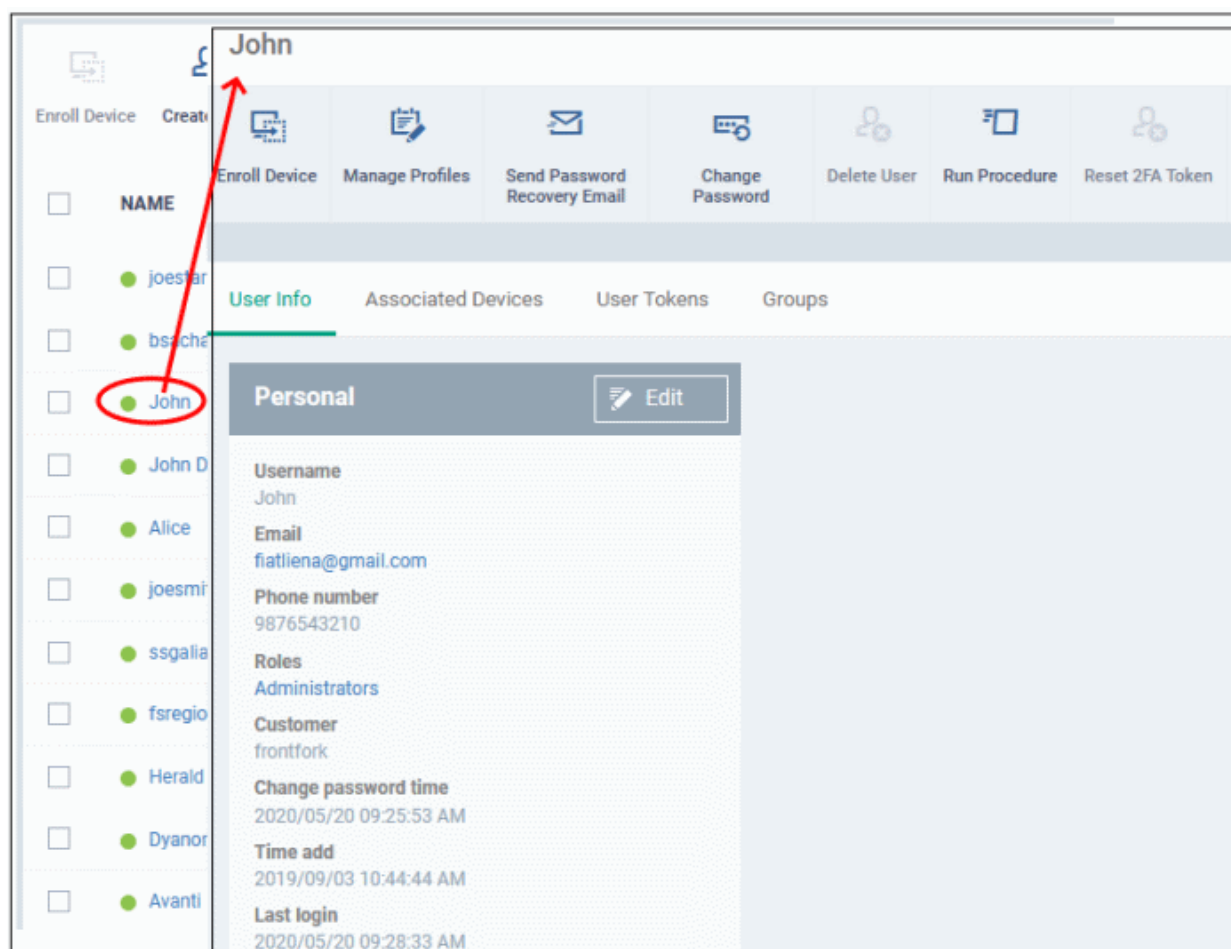 John
Enroll Device
Enroll Device
Manage Profiles
Send Password
Recovery Email
Change
Password
Delete User
Run Procedure
Reset 2FA Token
NAME
User Info
Associated Devices
User Tokens
Groups
John
John D
Alice
Herald
Avanti
Personal
Edit
Username
John
Email
fiatliena@gmail.com
Phone number
9876543210
Roles
Administrators
Customer
frontfork
Change password time
2020/05/20 09:25:53 AM
Time add
2019/09/03 10:44:44 AM
Last login
2020/05/20 09:28:33 AM